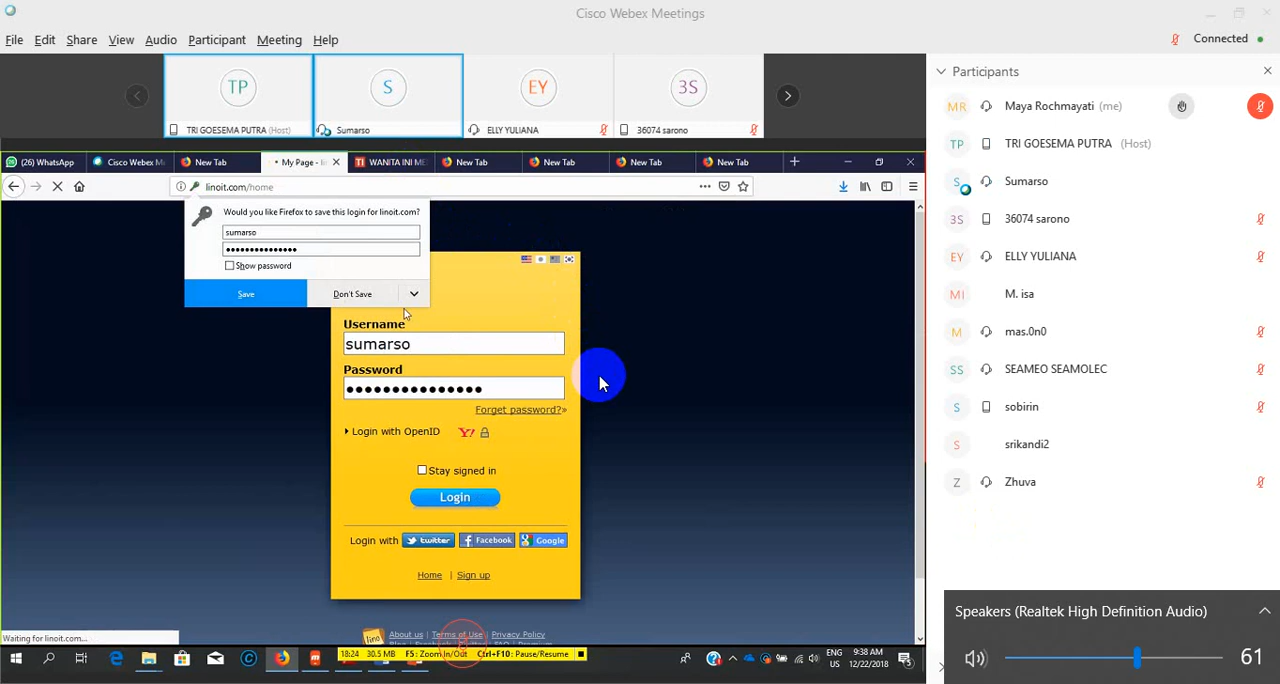 Cisco Webex Meetings
File Edit Share View Audio Participant Meeting Help
Connected
TP
S
EY
3S
TRI GOESEMA PUTRA (Host)
Sumarso
ELLY YULIANA
36074 sarono
(26) WhatsApp
Cisco Webex M
New Tab
My Page - li
WANITA INI ME
New Tab
New Tab
New Tab
New Tab
linoit.com/home
Would you like Firefox to save this login for linoit.com?
sumarso
•••••••••••••••
Show password
Save
Don't Save
Username
sumarso
Password
•••••••••••••••
Forget password?»
Login with OpenID
Y!
Stay signed in
Login
Login with twitter Facebook Google
Home | Sign up
lino
About us | Terms of Use | Privacy Policy
Waiting for linoit.com...
18:24 30.5 MB F5: Zoom In/Out Ctrl+F10: Pause/Resume
ENG
US
9:38 AM
12/22/2018
Participants
MR Maya Rochmayati (me)
TP TRI GOESEMA PUTRA (Host)
S Sumarso
3S 36074 sarono
EY ELLY YULIANA
MI M. isa
M mas.0n0
SS SEAMEO SEAMOLEC
S sobirin
S srikandi2
Z Zhuva
Speakers (Realtek High Definition Audio)
61